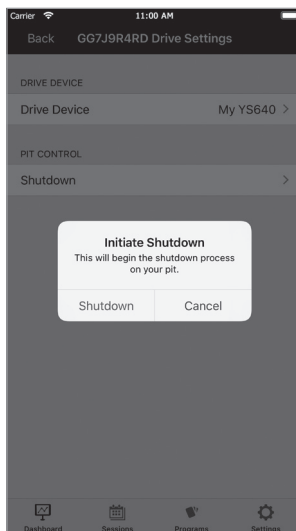 Carrier 11:00 AM
Back GG7J9R4RD Drive Settings
DRIVE DEVICE
Drive Device My YS640 >
PIT CONTROL
Shutdown >
Initiate Shutdown
This will begin the shutdown process
on your pit.
Shutdown Cancel
Dashboard Sessions Programs Settings